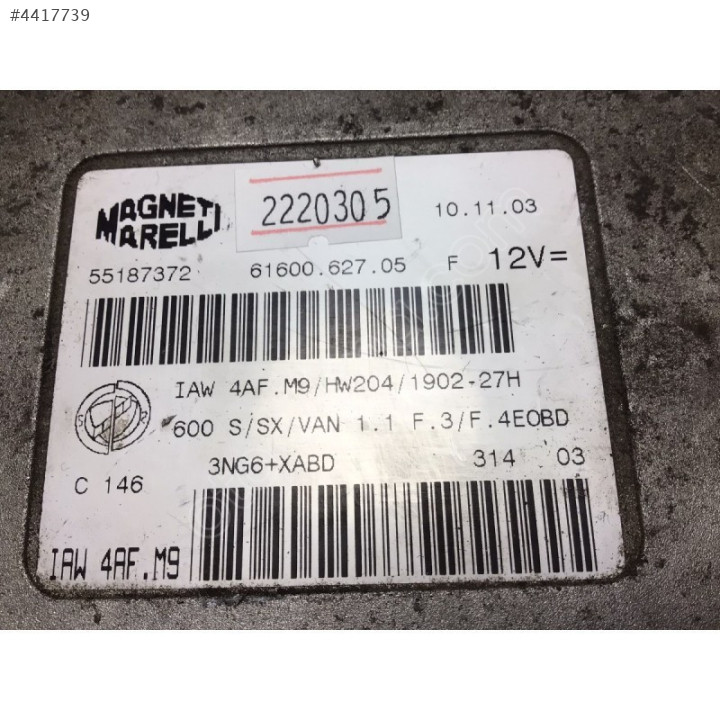 #4417739
MAGNETI
MARELLI
2220305
10.11.03
55187372 61600.627.05 F 12V=
IAW 4AF.M9/HW204/1902-27H
600 S/SX/VAN 1.1 F.3/F.4EOBD
3NG6+XABD 314 03
C 146
IAW 4AF.M9